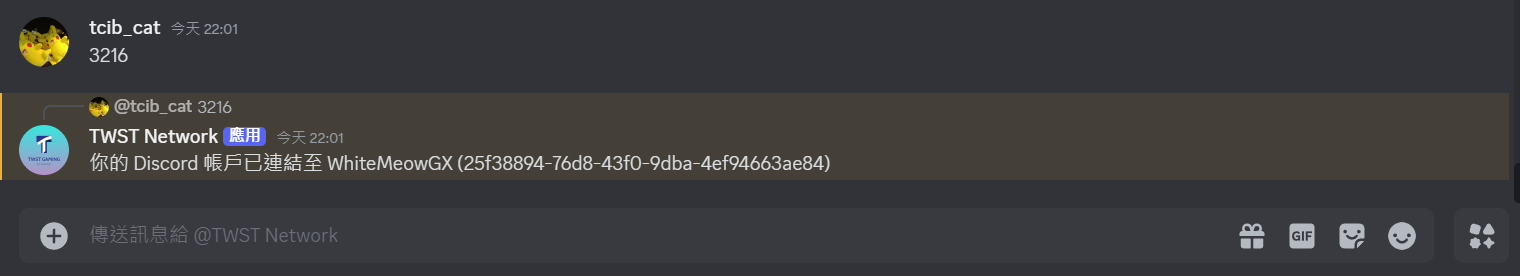 tcib_cat 今天 22:01
3216
@tcib_cat 3216
TWST Network 應用 今天 22:01
TWST GAMING
你的 Discord 帳戶已連結至 WhiteMeowGX (25f38894-76d8-43f0-9dba-4ef94663ae84)
傳送訊息給 @TWST Network
GIF